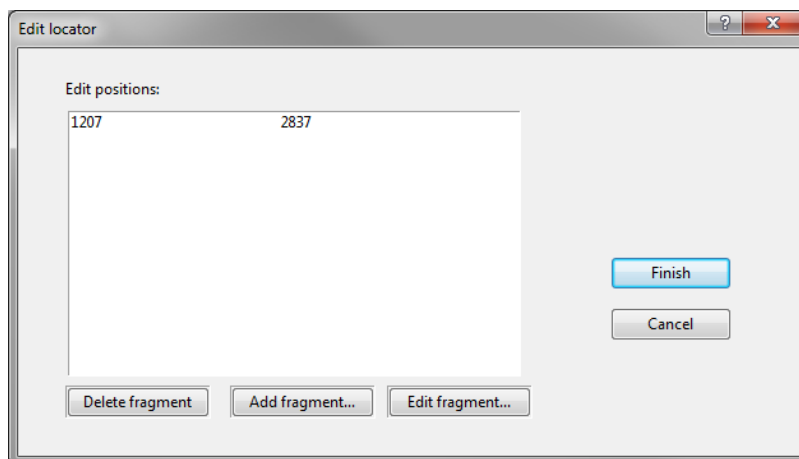 Edit locator
Edit positions:
1207 2837
Finish
Cancel
Delete fragment Add fragment... Edit fragment...